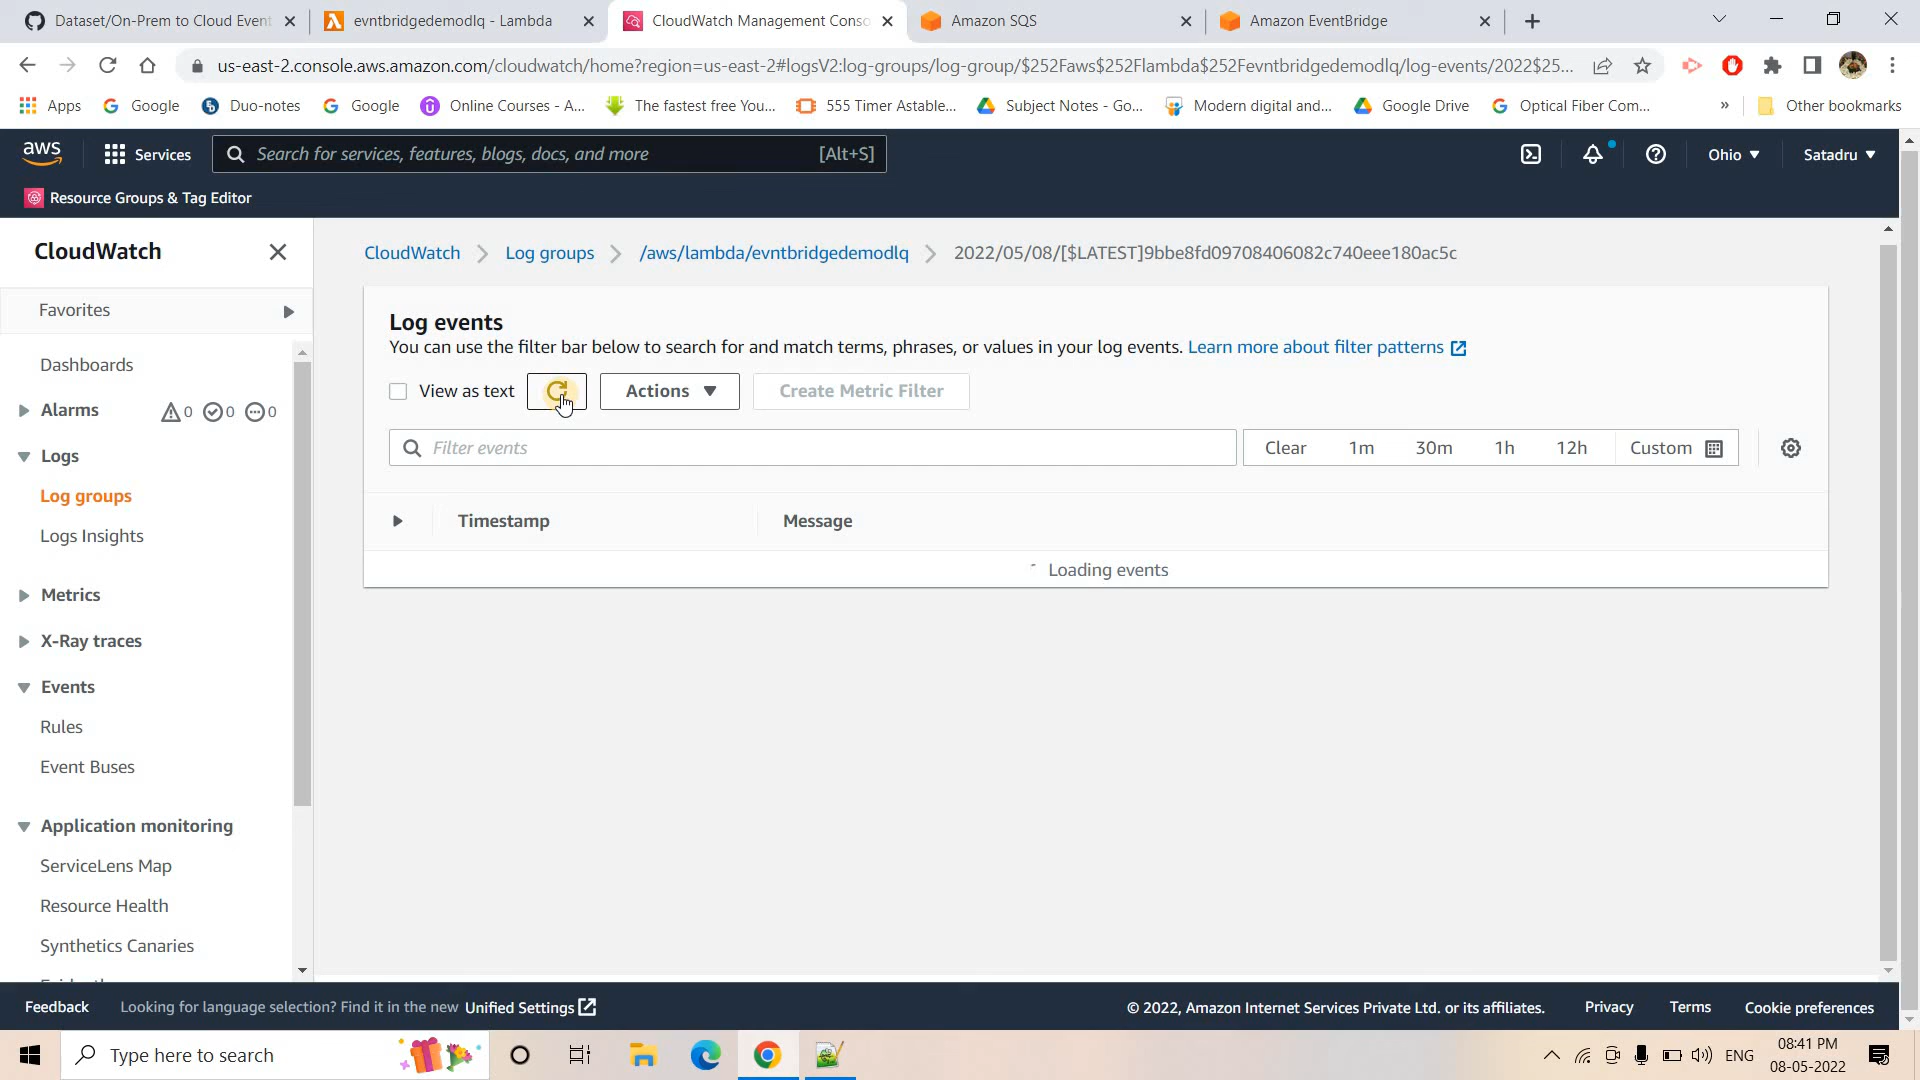 Dataset/On-Prem to Cloud Event
evntbridgedemodlq - Lambda
CloudWatch Management Conso
Amazon SQS
Amazon EventBridge
us-east-2.console.aws.amazon.com/cloudwatch/home?region=us-east-2#logsV2:log-groups/log-group/$252Faws$252Flambda$252Fevntbridgedemodlq/log-events/2022$25...
Apps Google Duo-notes Google Online Courses - A... The fastest free You... 555 Timer Astable... Subject Notes - Go... Modern digital and... Google Drive Optical Fiber Com... » Other bookmarks
aws Services Search for services, features, blogs, docs, and more [Alt+S] Ohio Satadru
Resource Groups & Tag Editor
CloudWatch
Favorites
Dashboards
Alarms 0 0 0
Logs
Log groups
Logs Insights
Metrics
X-Ray traces
Events
Rules
Event Buses
Application monitoring
ServiceLens Map
Resource Health
Synthetics Canaries
CloudWatch Log groups /aws/lambda/evntbridgedemodlq 2022/05/08/[$LATEST]9bbe8fd09708406082c740eee180ac5c
Log events
You can use the filter bar below to search for and match terms, phrases, or values in your log events. Learn more about filter patterns
View as text Actions Create Metric Filter
Filter events Clear 1m 30m 1h 12h Custom
Timestamp Message
Loading events
Feedback Looking for language selection? Find it in the new Unified Settings © 2022, Amazon Internet Services Private Ltd. or its affiliates. Privacy Terms Cookie preferences
Type here to search ENG 08:41 PM
08-05-2022